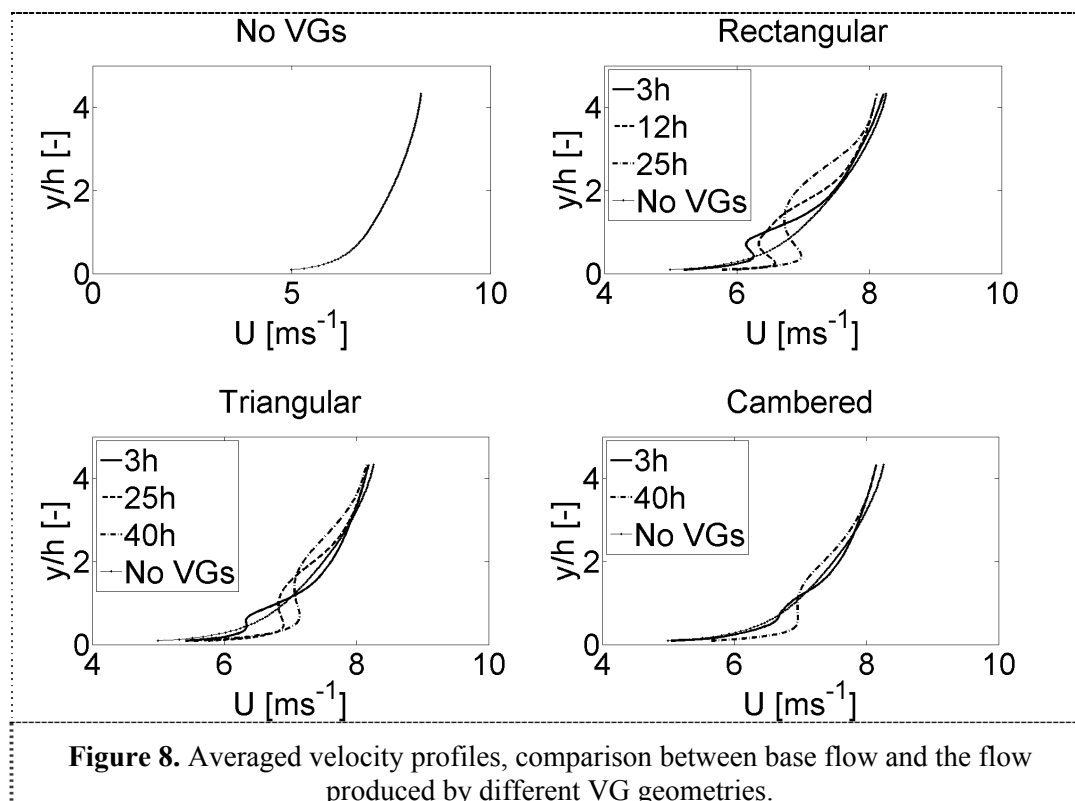 No VGs
4
2
0
y/h [-]
0
5
10
U [ms-1]
Rectangular
3h
12h
25h
No VGs
4
2
0
y/h [-]
4
6
8
10
U [ms-1]
Triangular
3h
25h
40h
No VGs
4
2
0
y/h [-]
4
6
8
10
U [ms-1]
Cambered
3h
40h
No VGs
4
2
0
y/h [-]
4
6
8
10
U [ms-1]
Figure 8. Averaged velocity profiles, comparison between base flow and the flow
produced by different VG geometries.